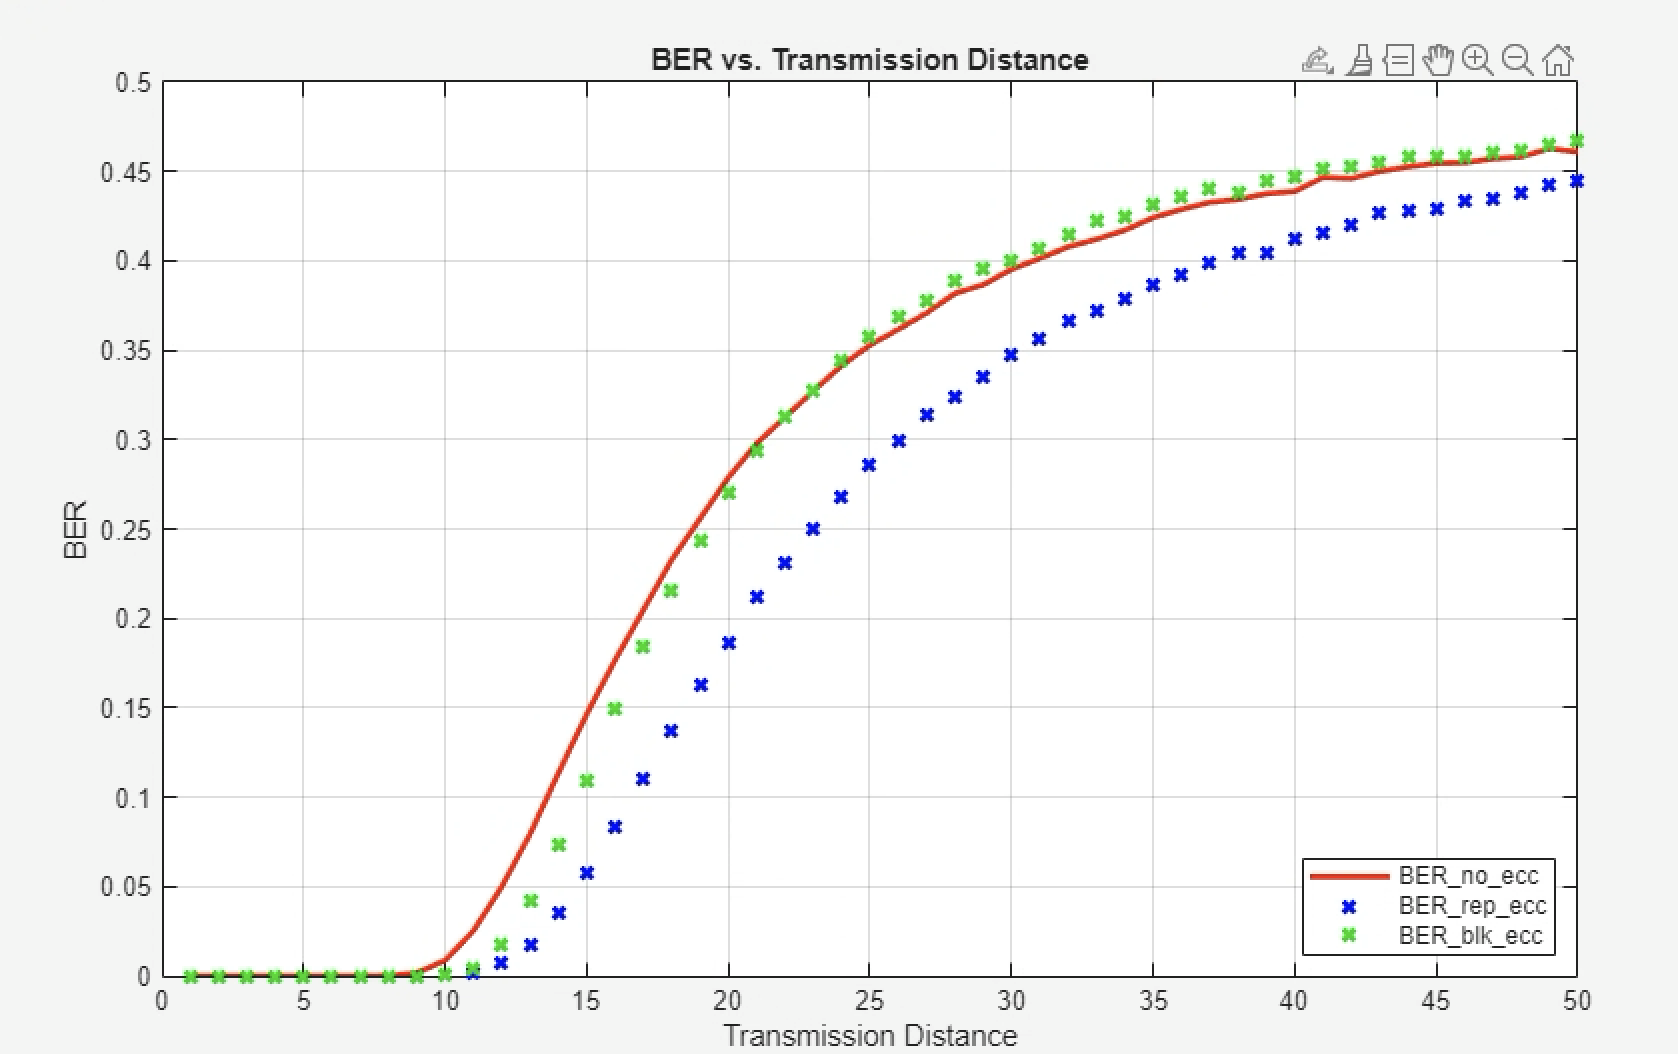 BER vs. Transmission Distance
0.5
0.45
0.4
0.35
0.3
0.25
0.2
0.15
0.1
0.05
0
BER
0 5 10 15 20 25 30 35 40 45 50
Transmission Distance
BER_no_ecc
BER_rep_ecc
BER_blk_ecc